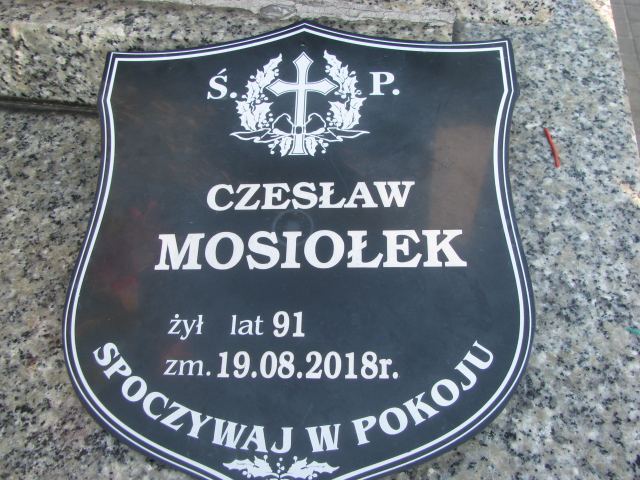 Ś. P.
CZESŁAW
MOSIOŁEK
żył lat 91
zm. 19.08.2018r.
SPOCZYWAJ W POKOJU